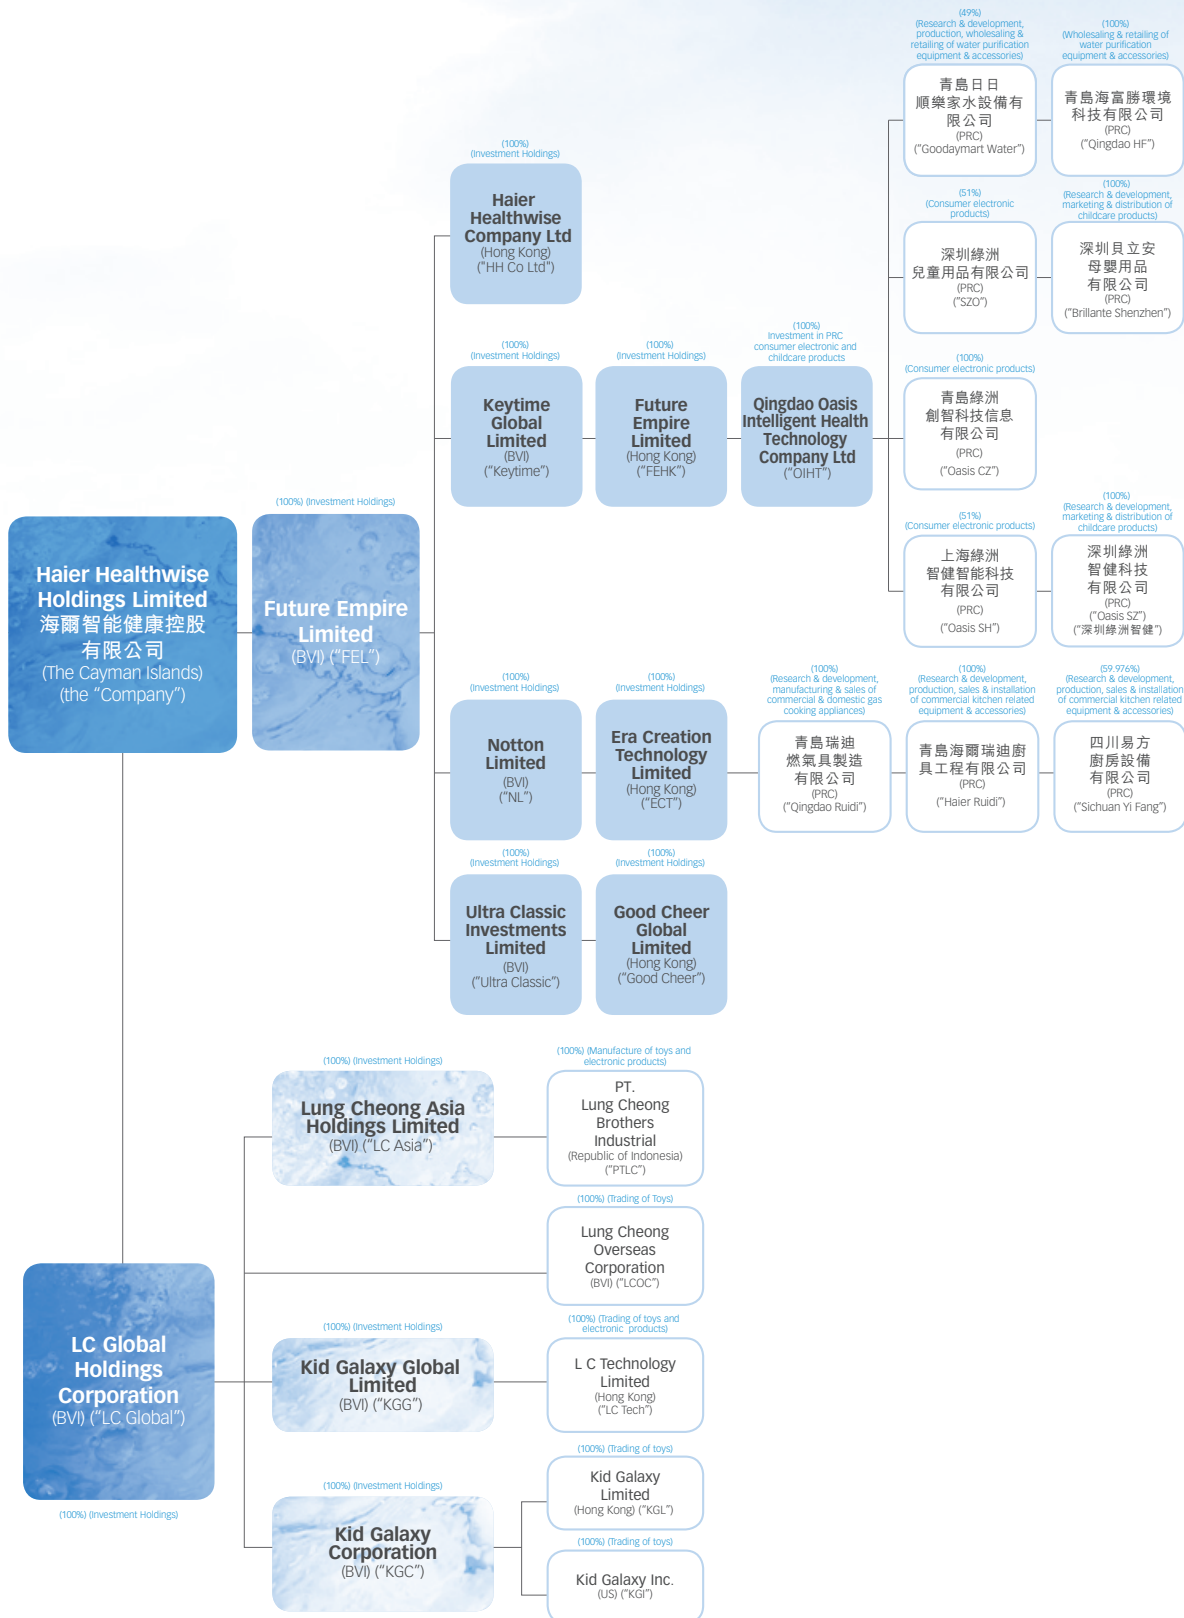 (49%)
(Research & development,
production, wholesaling &
retailing of water purification
equipment & accessories)
青島日日
順樂家水設備有
限公司
(PRC)
("Goodaymart Water")
(100%)
(Wholesaling & retailing of
water purification
equipment & accessories)
青島海富勝環境
科技有限公司
(PRC)
("Qingdao HF")
(100%)
(Investment Holdings)
Haier
Healthwise
Company Ltd
(Hong Kong)
("HH Co Ltd")
(51%)
(Consumer electronic
products)
深圳綠洲
兒童用品有限公司
(PRC)
("SZO")
(100%)
(Research & development,
marketing & distribution of
childcare products)
深圳貝立安
母嬰用品
有限公司
(PRC)
("Brillante Shenzhen")
(100%)
(Investment Holdings)
Keytime
Global
Limited
(BVI)
("Keytime")
(100%)
(Investment Holdings)
Future
Empire
Limited
(Hong Kong)
("FEHK")
(100%)
Investment in PRC
consumer electronic and
childcare products
Qingdao Oasis
Intelligent Health
Technology
Company Ltd
("OIHT")
(100%)
(Consumer electronic products)
青島綠洲
創智科技信息
有限公司
(PRC)
("Oasis CZ")
(51%)
(Consumer electronic products)
上海綠洲
智健智能科技
有限公司
(PRC)
("Oasis SH")
(100%)
(Research & development,
marketing & distribution of
childcare products)
深圳綠洲
智健科技
有限公司
(PRC)
("Oasis SZ")
("深圳綠洲智健")
Haier Healthwise
Holdings Limited
海爾智能健康控股
有限公司
(The Cayman Islands)
(the "Company")
(100%) (Investment Holdings)
Future Empire
Limited
(BVI) ("FEL")
(100%)
(Investment Holdings)
Notton
Limited
(BVI)
("NL")
(100%)
(Investment Holdings)
Era Creation
Technology
Limited
(Hong Kong)
("ECT")
(100%)
(Research & development,
manufacturing & sales of
commercial & domestic gas
cooking appliances)
青島瑞迪
燃氣具製造
有限公司
(PRC)
("Qingdao Ruidi")
(100%)
(Research & development,
production, sales & installation
of commercial kitchen related
equipment & accessories)
青島海爾瑞迪廚
具工程有限公司
(PRC)
("Haier Ruidi")
(59.976%)
(Research & development,
production, sales & installation
of commercial kitchen related
equipment & accessories)
四川易方
廚房設備
有限公司
(PRC)
("Sichuan Yi Fang")
(100%)
(Investment Holdings)
Ultra Classic
Investments
Limited
(BVI)
("Ultra Classic")
(100%)
(Investment Holdings)
Good Cheer
Global
Limited
(Hong Kong)
("Good Cheer")
(100%) (Investment Holdings)
Lung Cheong Asia
Holdings Limited
(BVI) ("LC Asia")
(100%) (Manufacture of toys and
electronic products)
PT.
Lung Cheong
Brothers
Industrial
(Republic of Indonesia)
("PTLC")
(100%) (Trading of Toys)
Lung Cheong
Overseas
Corporation
(BVI) ("LCOC")
LC Global
Holdings
Corporation
(BVI) ("LC Global")
(100%) (Investment Holdings)
(100%) (Investment Holdings)
Kid Galaxy Global
Limited
(BVI) ("KGG")
(100%) (Trading of toys and
electronic products)
L C Technology
Limited
(Hong Kong)
("LC Tech")
(100%) (Investment Holdings)
Kid Galaxy
Corporation
(BVI) ("KGC")
(100%) (Trading of toys)
Kid Galaxy
Limited
(Hong Kong) ("KGL")
(100%) (Trading of toys)
Kid Galaxy Inc.
(US) ("KGI")